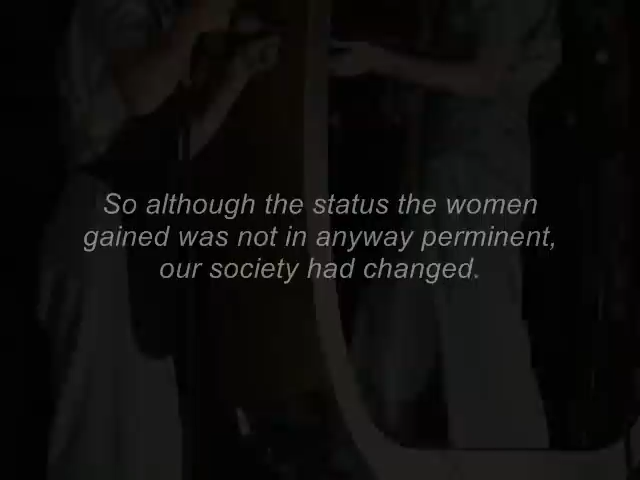 So although the status the women
gained was not in anyway perminent,
our society had changed.